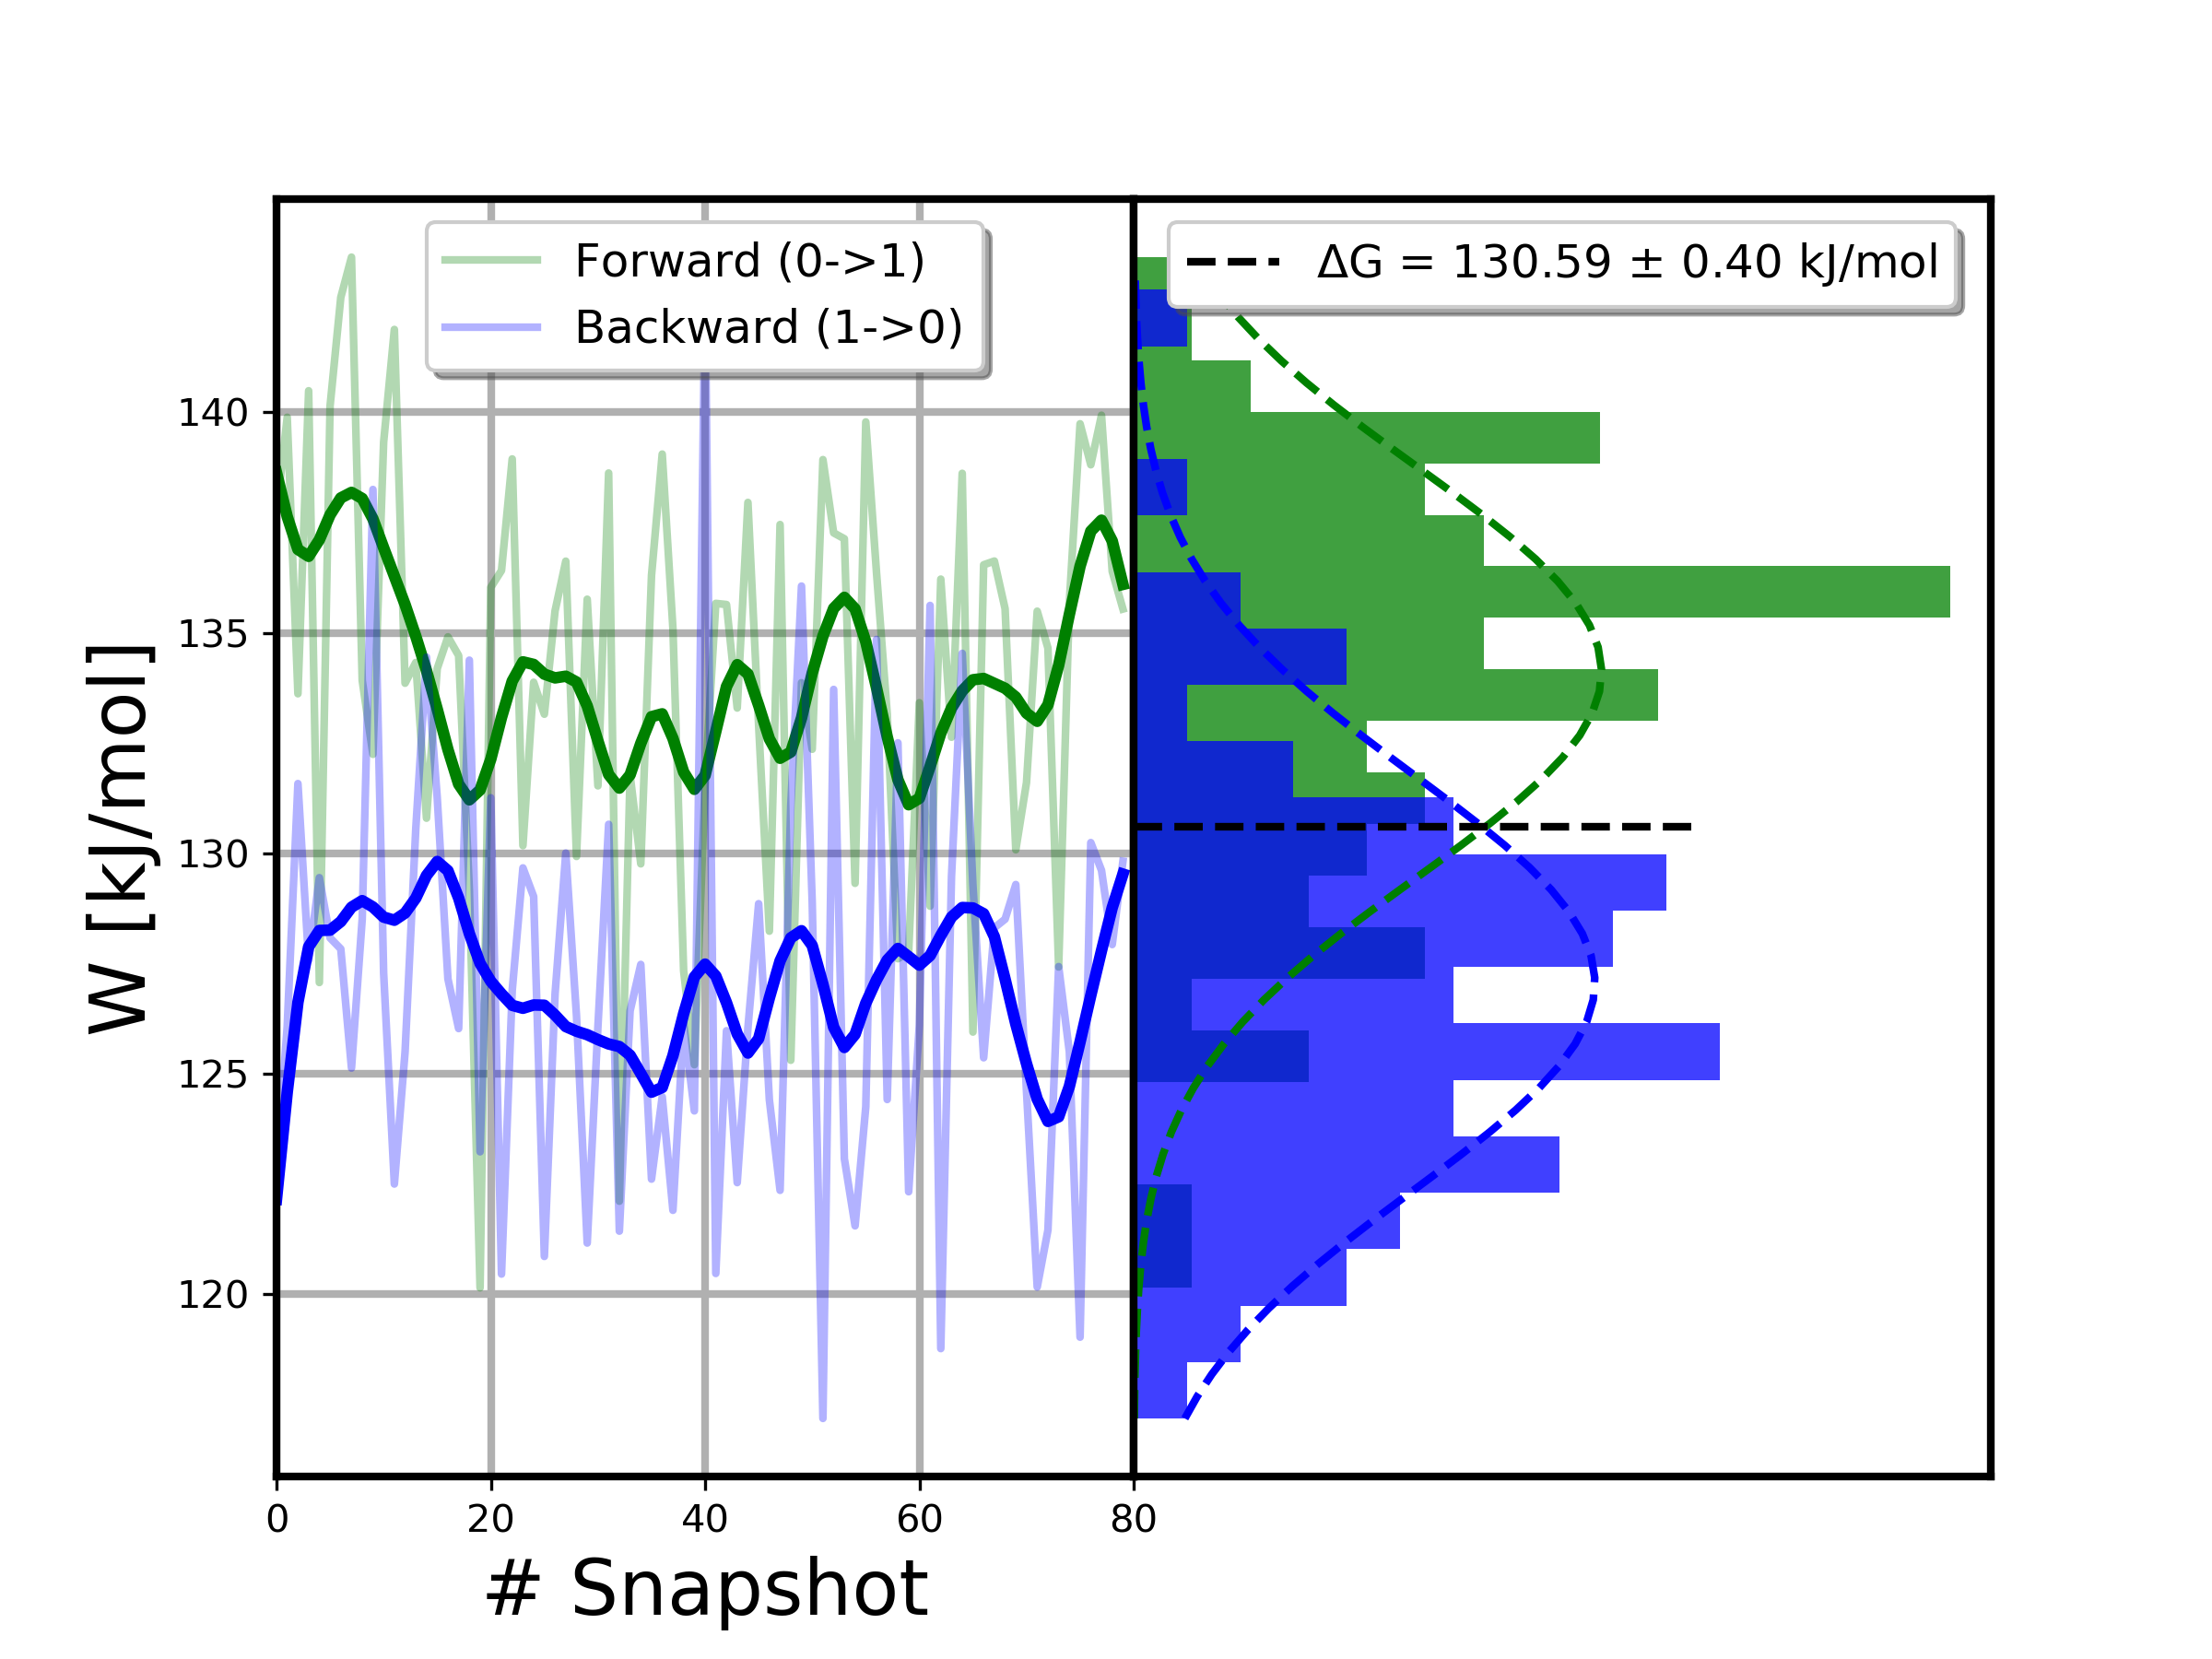 Forward (0->1)
Backward (1->0)
ΔG = 130.59 ± 0.40 kJ/mol
W [kJ/mol]
140
135
130
125
120
0 20 40 60 80
# Snapshot